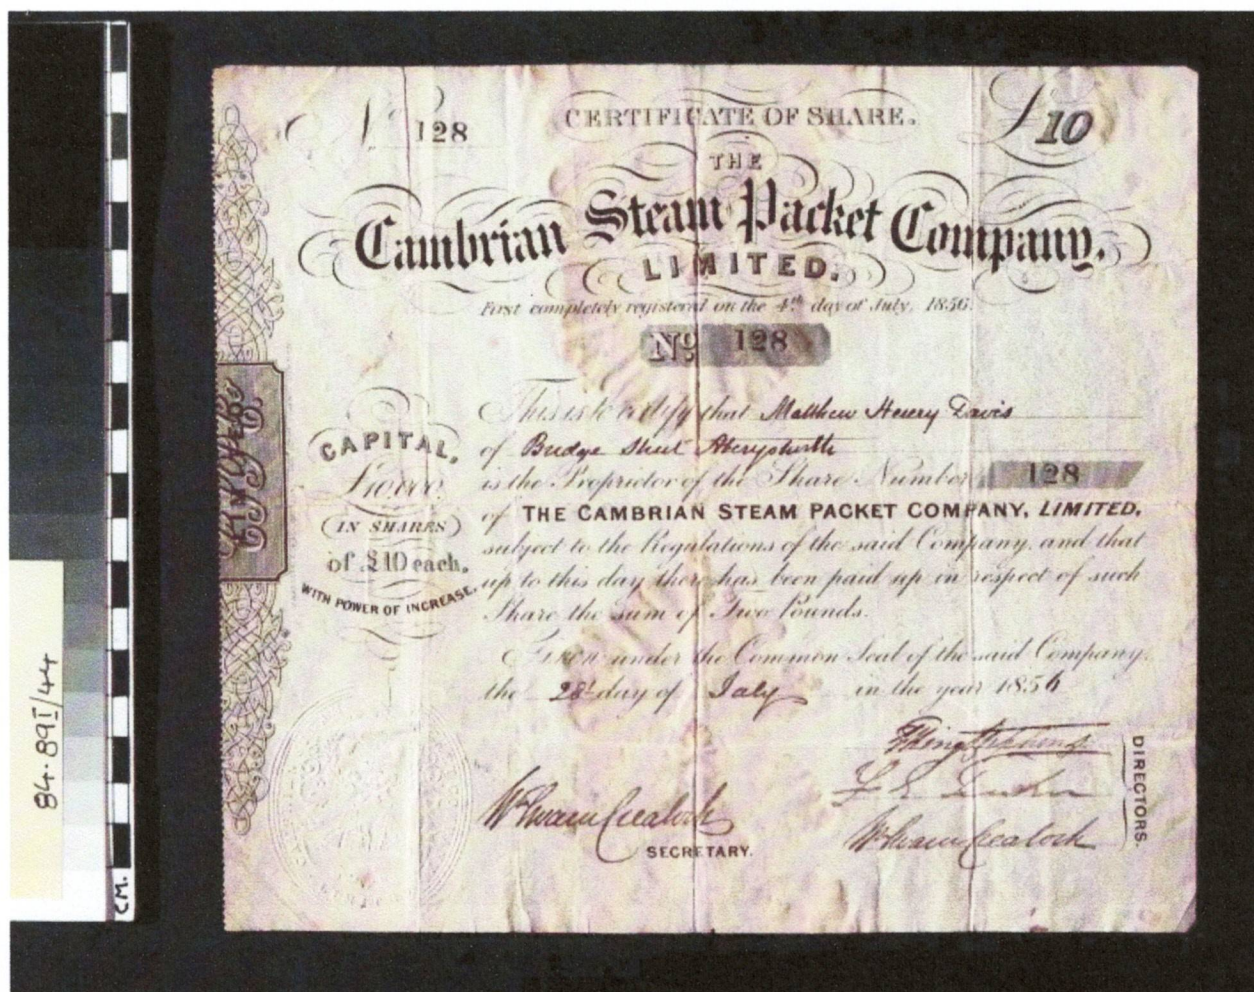 No 128
CERTIFICATE OF SHARE.
£10
THE
Cambrian Steam Packet Company,
LIMITED.
First completely registered on the 4th. day of July, 1856.
No. 128
This is to certify that Matthew Henry Davis
of Bridge Street Aberystwith
is the Proprietor of the Share Number 128
of THE CAMBRIAN STEAM PACKET COMPANY, LIMITED,
subject to the Regulations of the said Company, and that
up to this day there has been paid up in respect of such
Share the sum of Two Pounds.
Given under the Common Seal of the said Company,
the 28t day of July in the year 1856
CAPITAL,
£10,000,
(IN SHARES)
of £10 each,
WITH POWER OF INCREASE.
SECRETARY.
DIRECTORS.
LIMITED
84.89I/44
CM.